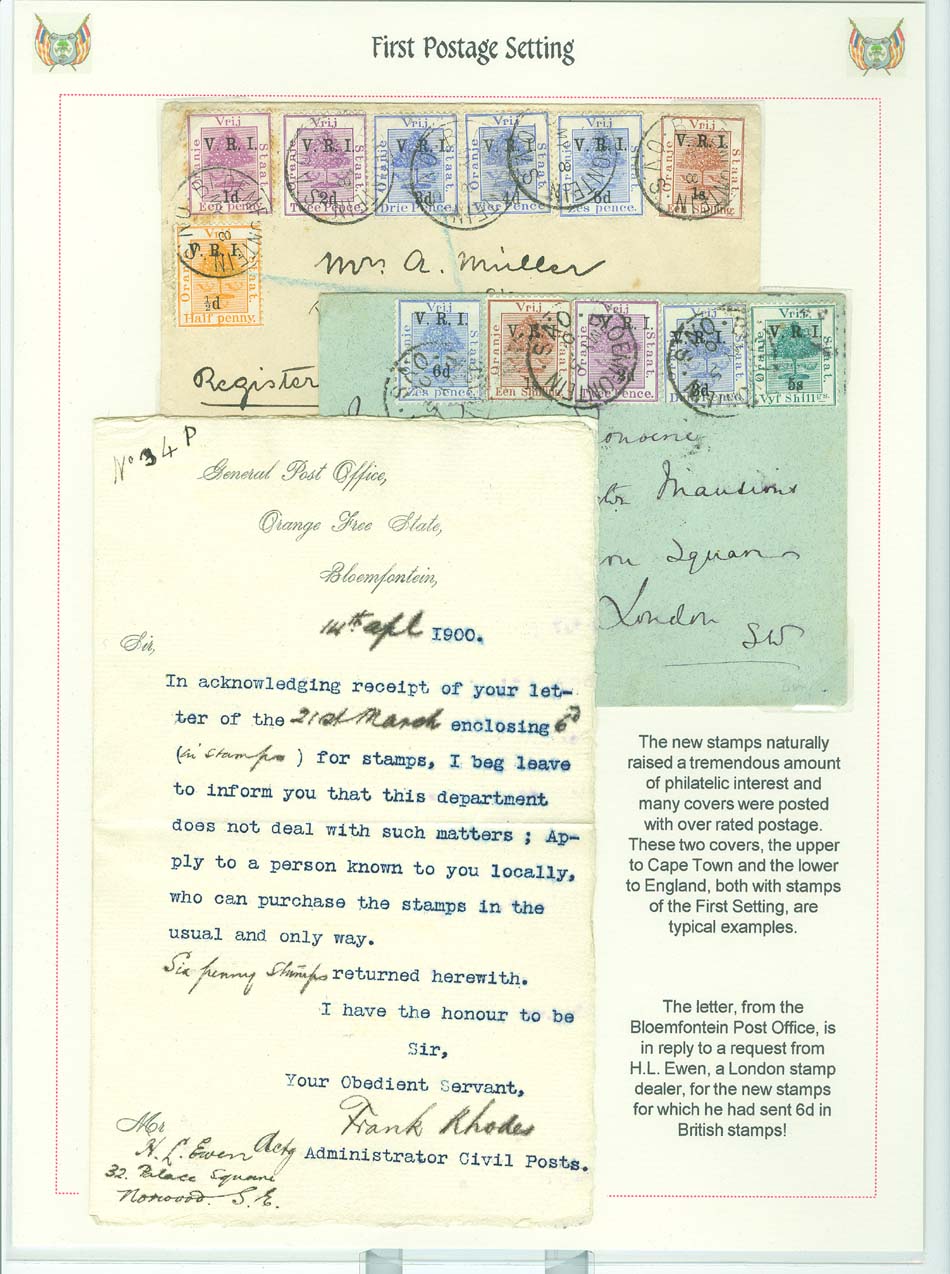 First Postage Setting
Vrij Vrij Vrij Vrij Vrij Vrij
Oranje Staat. Oranje Staat. Oranje Staat. Oranje Staat. Oranje Staat. Oranje Staat.
V. R. I. V. R. I. V. R. I. V. R. I. V. R. I. V. R. I.
1d 2d 3d 4d 6d 1s
Een penny. Twee Pence. Drie Pence. Vier Pence. Zes pence. Een Shilling.
Vrij
Oranje Staat.
V. R. I.
½d
Half penny.
Mrs A. Müller
Register
Vrij Vrij Vrij Vrij Vrij
Oranje Staat. Oranje Staat. Oranje Staat. Oranje Staat. Oranje Staat.
V. R. I. V. R. I. V. R. I. V. R. I. V. R. I.
6d 1s 2d 3d 5s
Zes pence. Een Shilling. Twee Pence. Drie Pence. Vyf Shillgn.
Mansions
Square
London
SW
No 34 P
General Post Office,
Orange Free State,
Bloemfontein,
14th apl 1900.
Sir,
In acknowledging receipt of your let-
ter of the 21st March enclosing 6d
(in stamps) for stamps, I beg leave
to inform you that this department
does not deal with such matters ; Ap-
ply to a person known to you locally,
who can purchase the stamps in the
usual and only way.
Six penny stamps returned herewith.
I have the honour to be
Sir,
Your Obedient Servant,
Frank Rhodes
Actg Administrator Civil Posts.
Mr
H. L. Ewen
32. Palace Square
Norwood. S. E.
The new stamps naturally
raised a tremendous amount
of philatelic interest and
many covers were posted
with over rated postage.
These two covers, the upper
to Cape Town and the lower
to England, both with stamps
of the First Setting, are
typical examples.
The letter, from the
Bloemfontein Post Office, is
in reply to a request from
H.L. Ewen, a London stamp
dealer, for the new stamps
for which he had sent 6d in
British stamps!